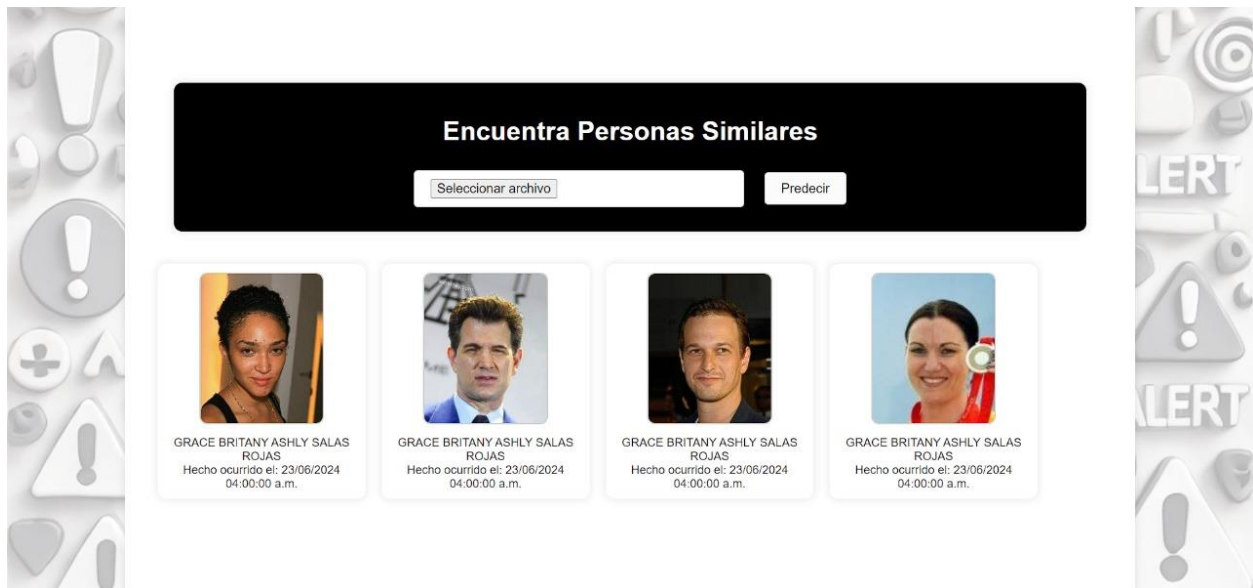 Encuentra Personas Similares
Seleccionar archivo
Predecir
GRACE BRITANY ASHLY SALAS
ROJAS
Hecho ocurrido el: 23/06/2024
04:00:00 a.m.
GRACE BRITANY ASHLY SALAS
ROJAS
Hecho ocurrido el: 23/06/2024
04:00:00 a.m.
GRACE BRITANY ASHLY SALAS
ROJAS
Hecho ocurrido el: 23/06/2024
04:00:00 a.m.
GRACE BRITANY ASHLY SALAS
ROJAS
Hecho ocurrido el: 23/06/2024
04:00:00 a.m.
LERT
LERT